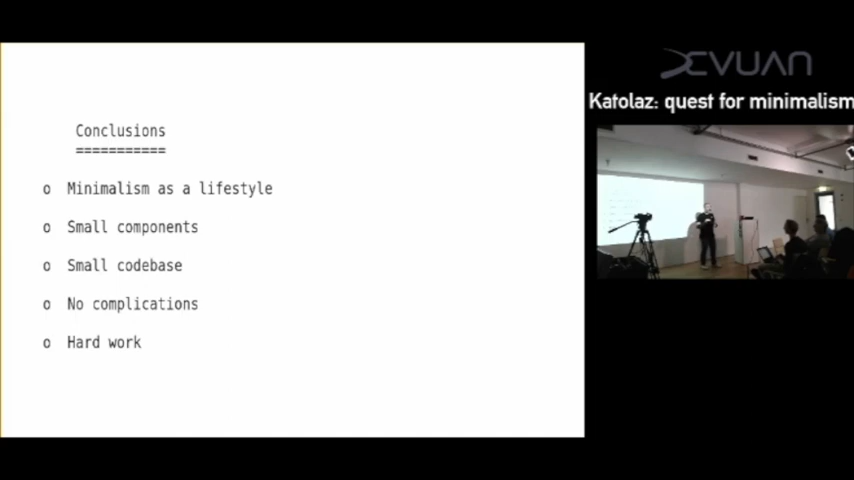 Conclusions
===========
o Minimalism as a lifestyle
o Small components
o Small codebase
o No complications
o Hard work
DEVUAN
Katolaz: quest for minimalism